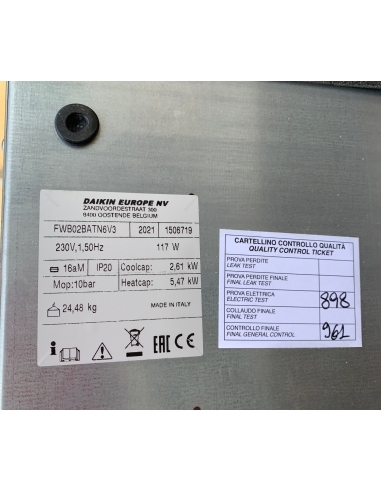 DAIKIN EUROPE NV
ZANDVOORDESTRAAT 300
8400 OOSTENDE BELGIUM
FWB02BATN6V3 2021 1506719
230V,1,50Hz 117 W
16aM IP20 Coolcap: 2,61 kW
Mop:10bar Heatcap: 5,47 kW
24,48 kg MADE IN ITALY
EAC CE
CARTELLINO CONTROLLO QUALITÀ
QUALITY CONTROL TICKET
PROVA PERDITE
LEAK TEST
PROVA PERDITE FINALE
FINAL LEAK TEST
PROVA ELETTRICA
ELECTRIC TEST 898
COLLAUDO FINALE
FINAL TEST
CONTROLLO FINALE
FINAL GENERAL CONTROL 961